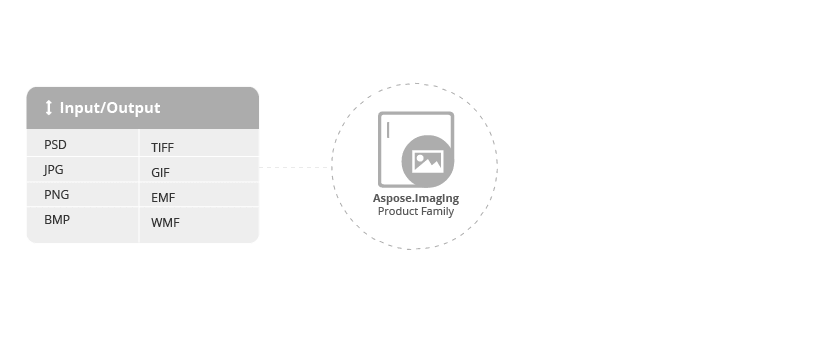 Input/Output
PSD
TIFF
JPG
GIF
PNG
EMF
BMP
WMF
Aspose.Imaging
Product Family